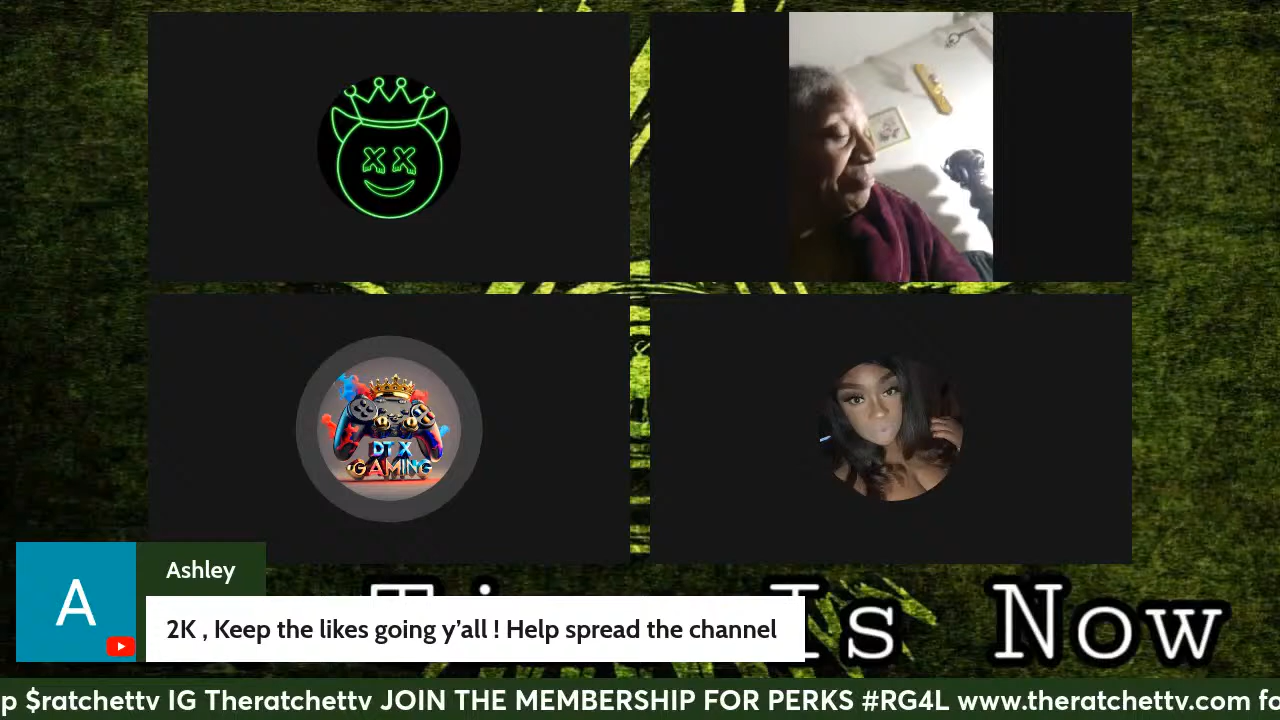 DT X
GAMING
A
Ashley
2K , Keep the likes going y'all ! Help spread the channel
Is Now
p $ratchettv IG Theratchettv JOIN THE MEMBERSHIP FOR PERKS #RG4L www.theratchettv.com fo